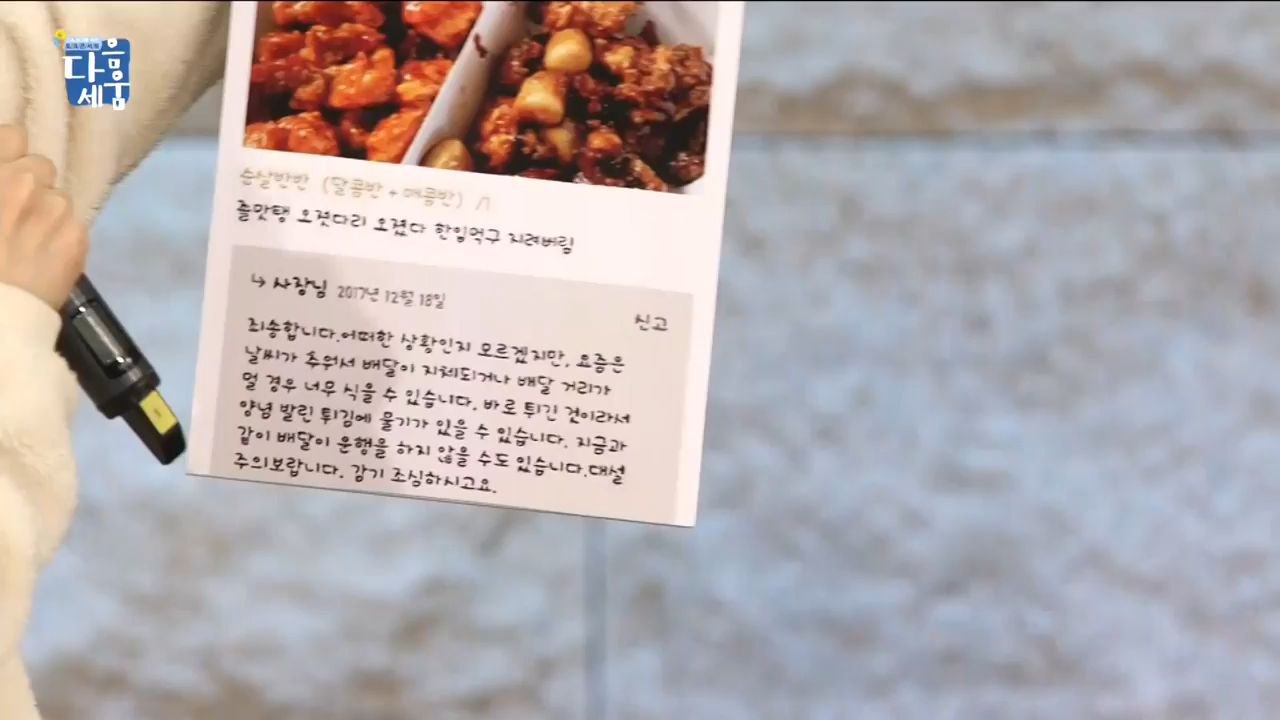 다
흥
세
움
순살반반 (달콤반 + 매콤반) /1
졸맛탱 오젓다리 오졌다 한입먹구 지려버림
↳ 사장님 2017년 12월 18일
신고
죄송합니다.어떠한 상황인지 모르겠지만, 요즘은
날씨가 추워서 배달이 지체되거나 배달 거리가
멀 경우 너무 식을 수 있습니다. 바로 튀긴 것이라서
양념 발린 튀김에 물기가 있을 수 있습니다. 지금과
같이 배달이 운행을 하지 않을 수도 있습니다.대설
주의보랍니다. 감기 조심하시고요.